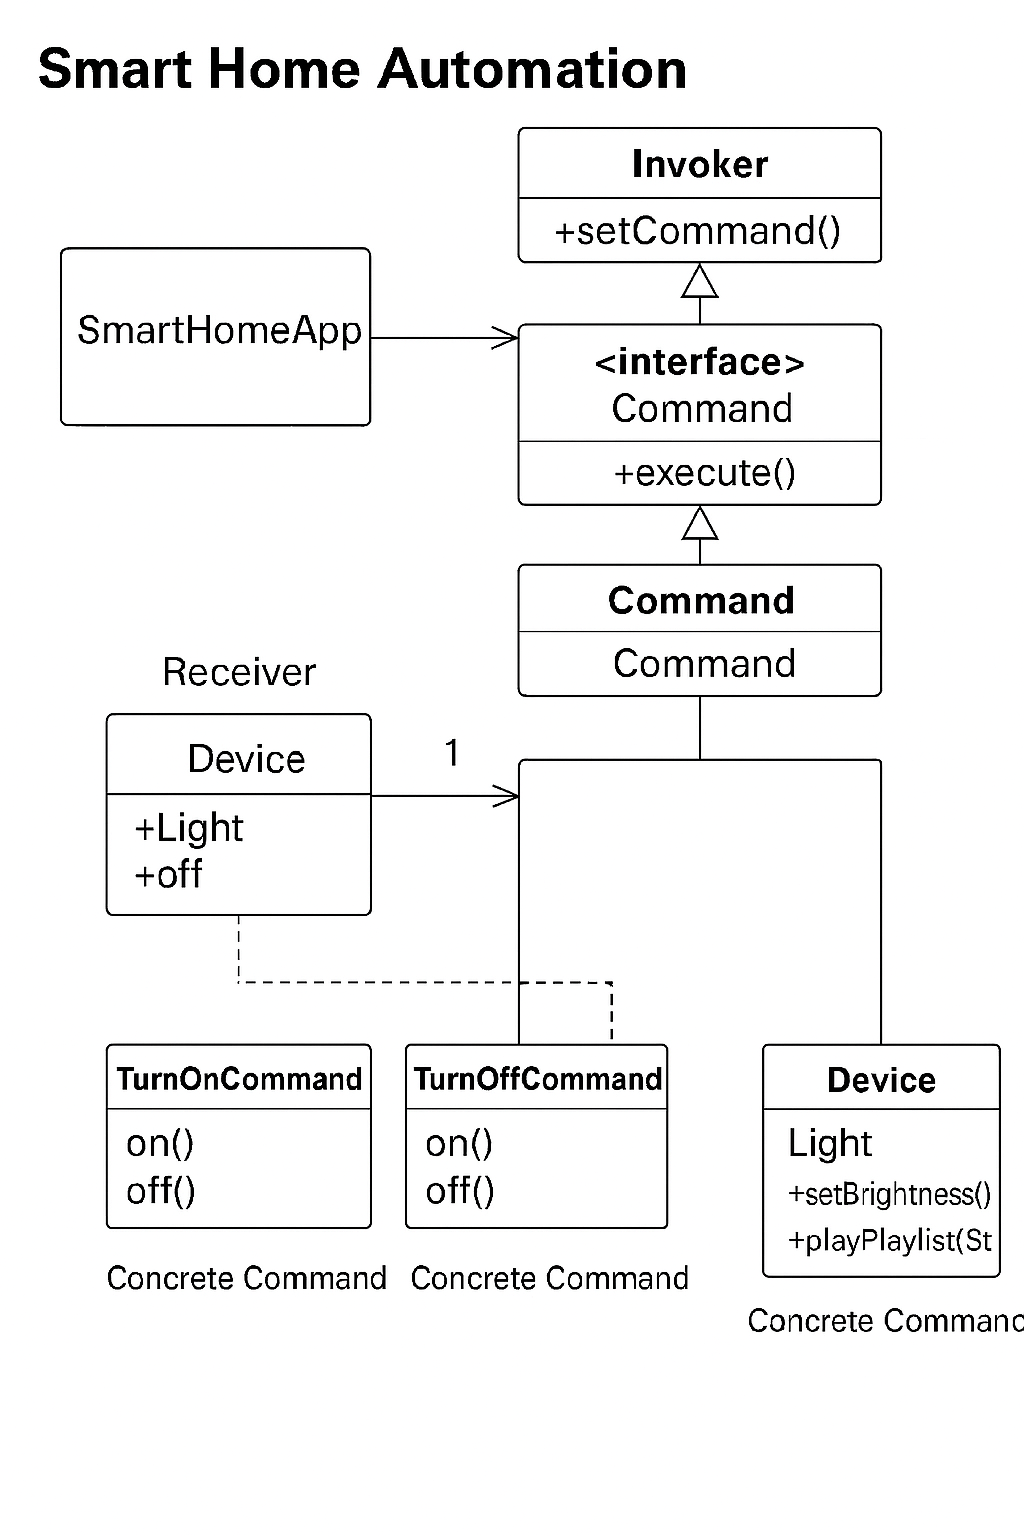 Smart Home Automation
Invoker
+setCommand()
SmartHomeApp
<interface>
Command
+execute()
Command
Command
Receiver
Device
+Light
+off
1
TurnOnCommand
on()
off()
Concrete Command
TurnOffCommand
on()
off()
Concrete Command
Device
Light
+setBrightness()
+playPlaylist(St
Concrete Command